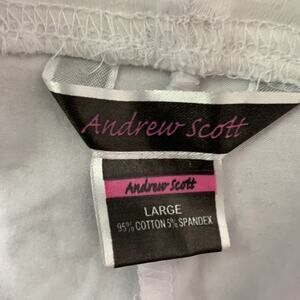 Andrew Scott
Andrew Scott
LARGE
95% COTTON 5% SPANDEX